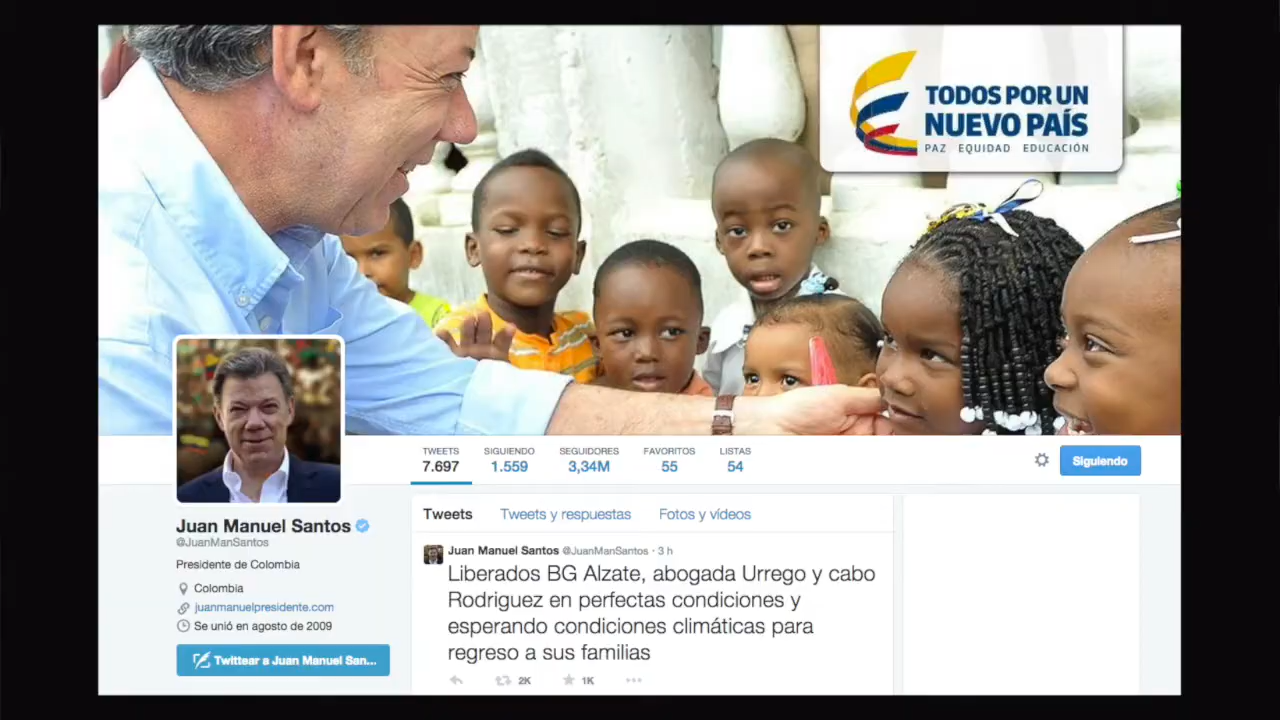 TODOS POR UN
NUEVO PAÍS
PAZ EQUIDAD EDUCACIÓN
TWEETS
7.697
SIGUIENDO
1.559
SEGUIDORES
3,34M
FAVORITOS
55
LISTAS
54
Siguiendo
Juan Manuel Santos
@JuanManSantos
Presidente de Colombia
Colombia
juanmanuelpresidente.com
Se unió en agosto de 2009
Twittear a Juan Manuel San...
Tweets
Tweets y respuestas
Fotos y vídeos
Juan Manuel Santos @JuanManSantos · 3 h
Liberados BG Alzate, abogada Urrego y cabo
Rodriguez en perfectas condiciones y
esperando condiciones climáticas para
regreso a sus familias
2K
1K